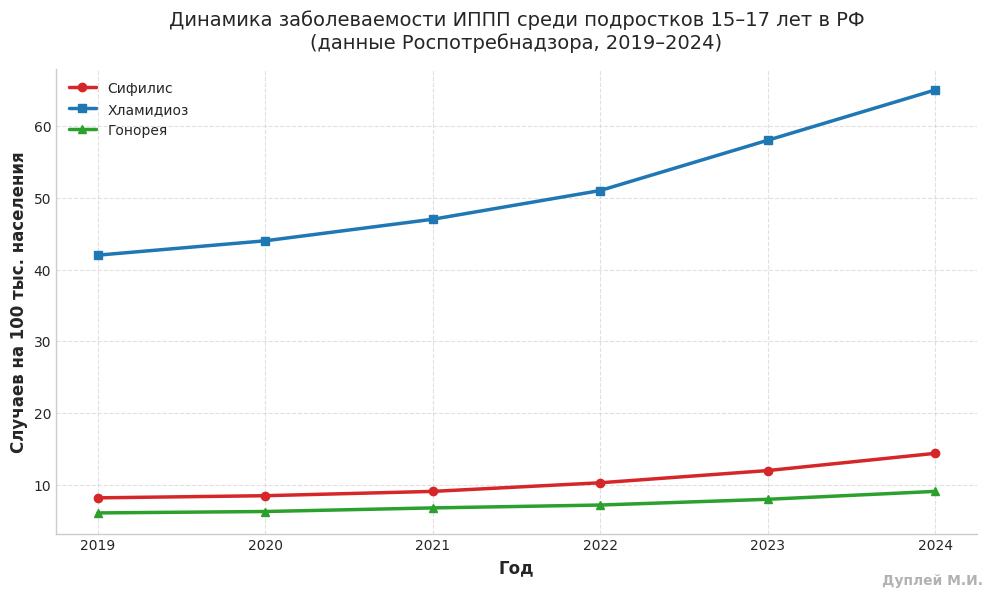 Динамика заболеваемости ИППП среди подростков 15–17 лет в РФ
(данные Роспотребнадзора, 2019–2024)
Сифилис
Хламидиоз
Гонорея
Случаев на 100 тыс. населения
60
50
40
30
20
10
2019 2020 2021 2022 2023 2024
Год
Дуплей М.И.